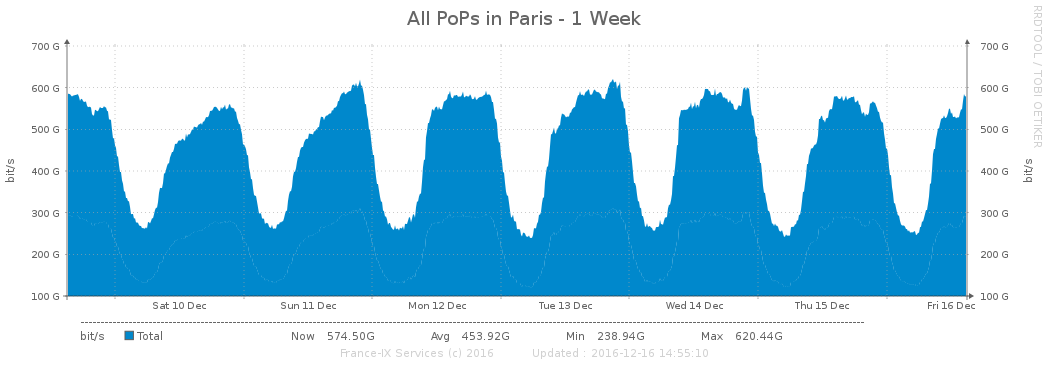 All PoPs in Paris - 1 Week
RRDTOOL / TOBI OETIKER
700 G 700 G
600 G 600 G
500 G 500 G
400 G 400 G
300 G 300 G
200 G 200 G
100 G 100 G
bit/s
bit/s
Sat 10 Dec Sun 11 Dec Mon 12 Dec Tue 13 Dec Wed 14 Dec Thu 15 Dec Fri 16 Dec
bit/s Total Now 574.50G Avg 453.92G Min 238.94G Max 620.44G
France-IX Services (c) 2016 Updated : 2016-12-16 14:55:10